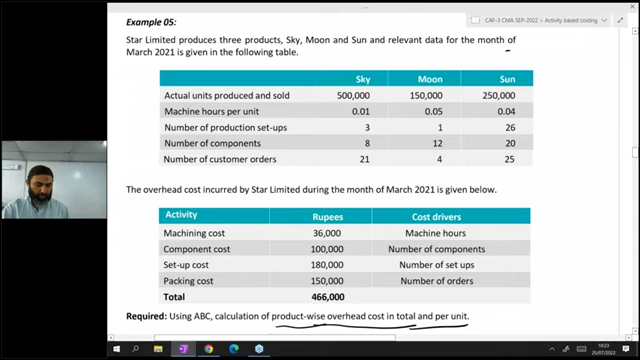 Example 05:
CAF-3 CMA SEP-2022 > Activity based costing
Star Limited produces three products, Sky, Moon and Sun and relevant data for the month of
March 2021 is given in the following table.
Sky Moon Sun
Actual units produced and sold 500,000 150,000 250,000
Machine hours per unit 0.01 0.05 0.04
Number of production set-ups 3 1 26
Number of components 8 12 20
Number of customer orders 21 4 25
The overhead cost incurred by Star Limited during the month of March 2021 is given below.
Activity Rupees Cost drivers
Machining cost 36,000 Machine hours
Component cost 100,000 Number of components
Set-up cost 180,000 Number of set ups
Packing cost 150,000 Number of orders
Total 466,000
Required: Using ABC, calculation of product-wise overhead cost in total and per unit.
10:23
25/07/2022